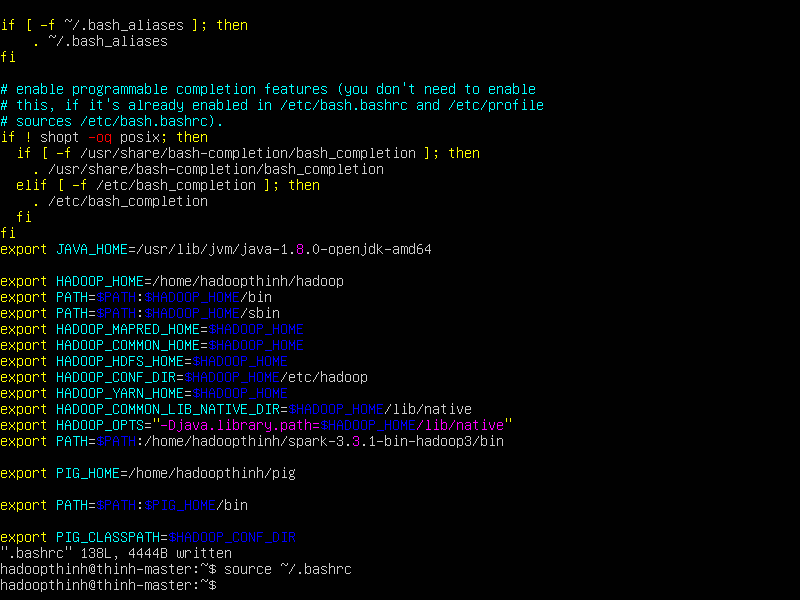 if [ -f ~/.bash_aliases ]; then
    . ~/.bash_aliases
fi
# enable programmable completion features (you don't need to enable
# this, if it's already enabled in /etc/bash.bashrc and /etc/profile
# sources /etc/bash.bashrc).
if ! shopt -oq posix; then
  if [ -f /usr/share/bash-completion/bash_completion ]; then
    . /usr/share/bash-completion/bash_completion
  elif [ -f /etc/bash_completion ]; then
    . /etc/bash_completion
  fi
fi
export JAVA_HOME=/usr/lib/jvm/java-1.8.0-openjdk-amd64
export HADOOP_HOME=/home/hadoopthinh/hadoop
export PATH=$PATH:$HADOOP_HOME/bin
export PATH=$PATH:$HADOOP_HOME/sbin
export HADOOP_MAPRED_HOME=$HADOOP_HOME
export HADOOP_COMMON_HOME=$HADOOP_HOME
export HADOOP_HDFS_HOME=$HADOOP_HOME
export HADOOP_CONF_DIR=$HADOOP_HOME/etc/hadoop
export HADOOP_YARN_HOME=$HADOOP_HOME
export HADOOP_COMMON_LIB_NATIVE_DIR=$HADOOP_HOME/lib/native
export HADOOP_OPTS="-Djava.library.path=$HADOOP_HOME/lib/native"
export PATH=$PATH:/home/hadoopthinh/spark-3.3.1-bin-hadoop3/bin
export PIG_HOME=/home/hadoopthinh/pig
export PATH=$PATH:$PIG_HOME/bin
export PIG_CLASSPATH=$HADOOP_CONF_DIR
".bashrc" 138L, 4444B written
hadoopthinh@thinh-master:~$ source ~/.bashrc
hadoopthinh@thinh-master:~$